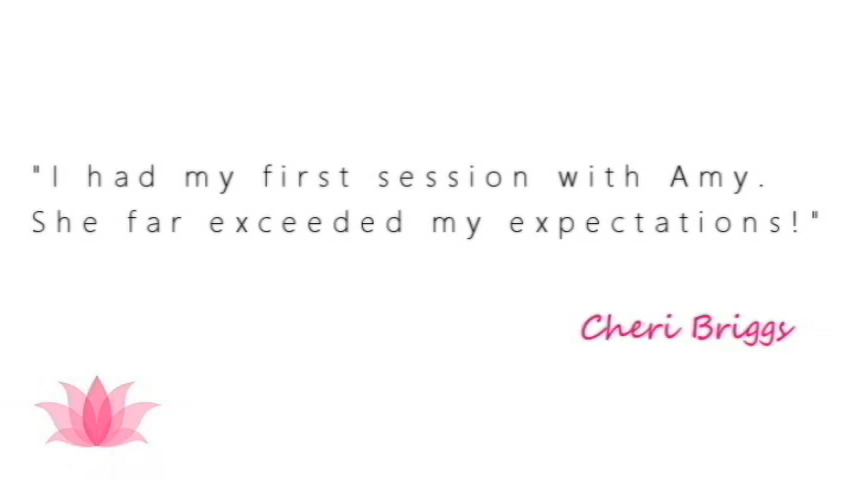 "I had my first session with Amy.
She far exceeded my expectations!"
Cheri Briggs